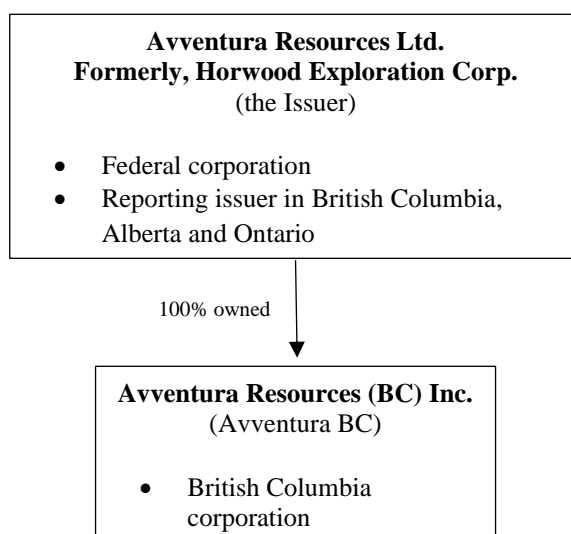 Avventura Resources Ltd.
Formerly, Horwood Exploration Corp.
(the Issuer)
• Federal corporation
• Reporting issuer in British Columbia,
Alberta and Ontario
100% owned
Avventura Resources (BC) Inc.
(Avventura BC)
• British Columbia
corporation